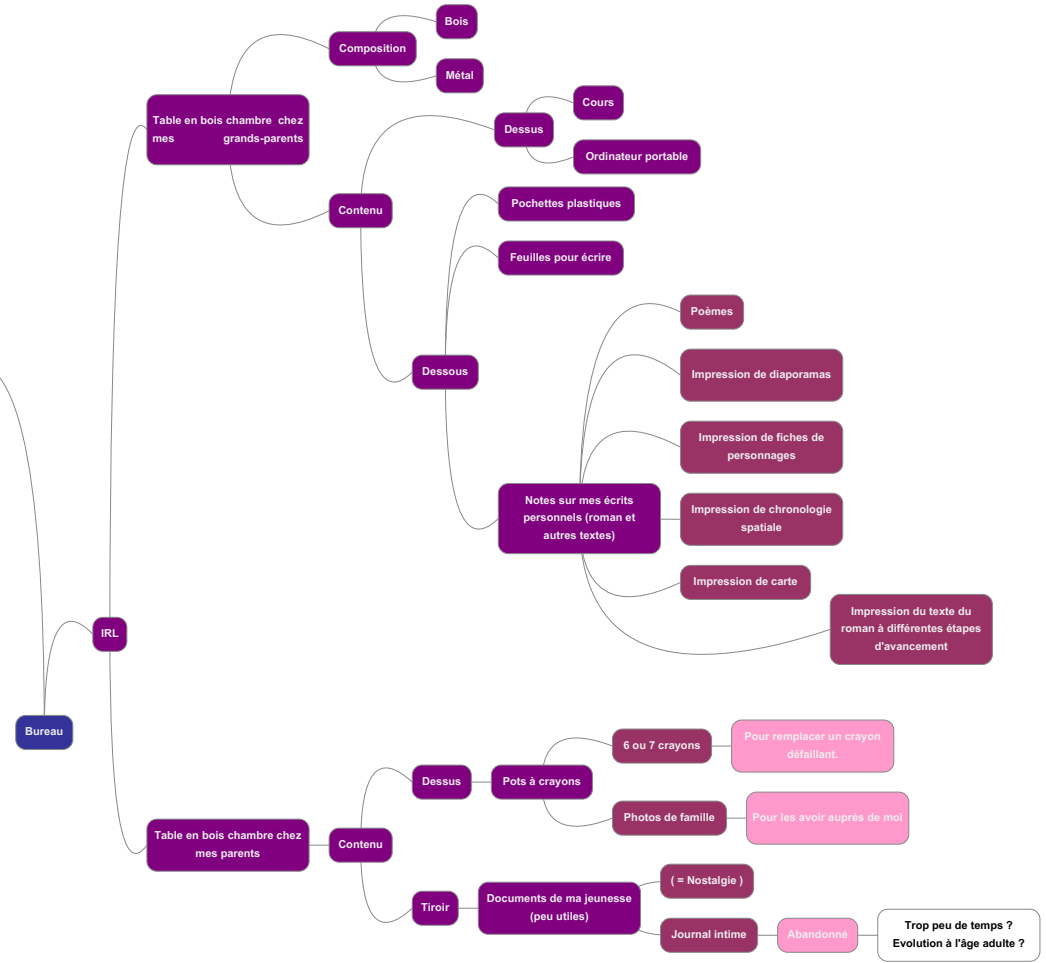 Bureau
IRL
Table en bois chambre chez
mes grands-parents
Composition
Bois
Métal
Contenu
Dessus
Cours
Ordinateur portable
Dessous
Pochettes plastiques
Feuilles pour écrire
Notes sur mes écrits
personnels (roman et
autres textes)
Poèmes
Impression de diaporamas
Impression de fiches de
personnages
Impression de chronologie
spatiale
Impression de carte
Impression du texte du
roman à différentes étapes
d'avancement
Table en bois chambre chez
mes parents
Contenu
Dessus
Pots à crayons
6 ou 7 crayons
Pour remplacer un crayon
défaillant.
Photos de famille
Pour les avoir auprès de moi
Tiroir
Documents de ma jeunesse
(peu utiles)
( = Nostalgie )
Journal intime
Abandonné
Trop peu de temps ?
Evolution à l'âge adulte ?